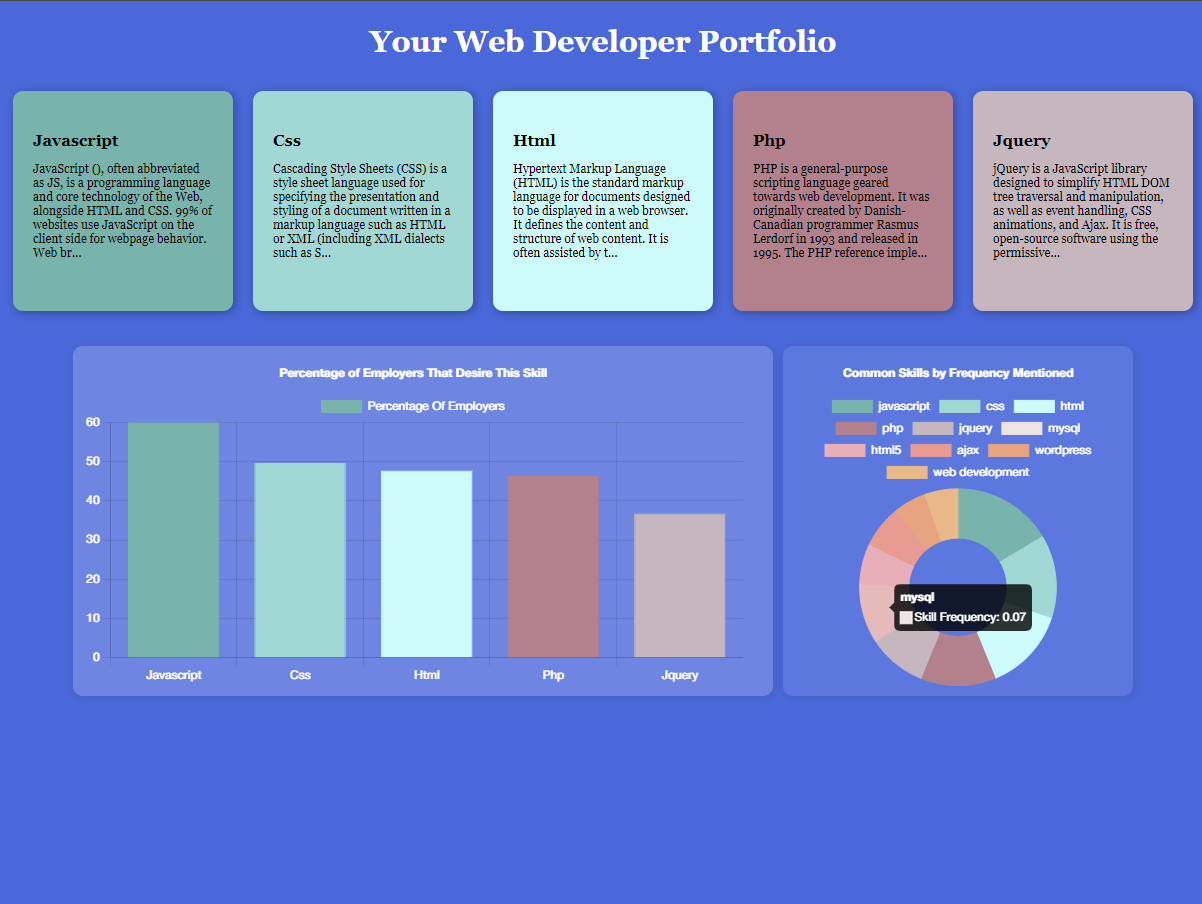 Your Web Developer Portfolio
Javascript
JavaScript (), often abbreviated
as JS, is a programming language
and core technology of the Web,
alongside HTML and CSS. 99% of
websites use JavaScript on the
client side for webpage behavior.
Web br...
Css
Cascading Style Sheets (CSS) is a
style sheet language used for
specifying the presentation and
styling of a document written in a
markup language such as HTML
or XML (including XML dialects
such as S...
Html
Hypertext Markup Language
(HTML) is the standard markup
language for documents designed
to be displayed in a web browser.
It defines the content and
structure of web content. It is
often assisted by t...
Php
PHP is a general-purpose
scripting language geared
towards web development. It was
originally created by Danish-
Canadian programmer Rasmus
Lerdorf in 1993 and released in
1995. The PHP reference imple...
Jquery
jQuery is a JavaScript library
designed to simplify HTML DOM
tree traversal and manipulation,
as well as event handling, CSS
animations, and Ajax. It is free,
open-source software using the
permissive...
Percentage of Employers That Desire This Skill
Percentage Of Employers
60
50
40
30
20
10
0
Javascript Css Html Php Jquery
Common Skills by Frequency Mentioned
javascript css html
php jquery mysql
html5 ajax wordpress
web development
mysql
Skill Frequency: 0.07